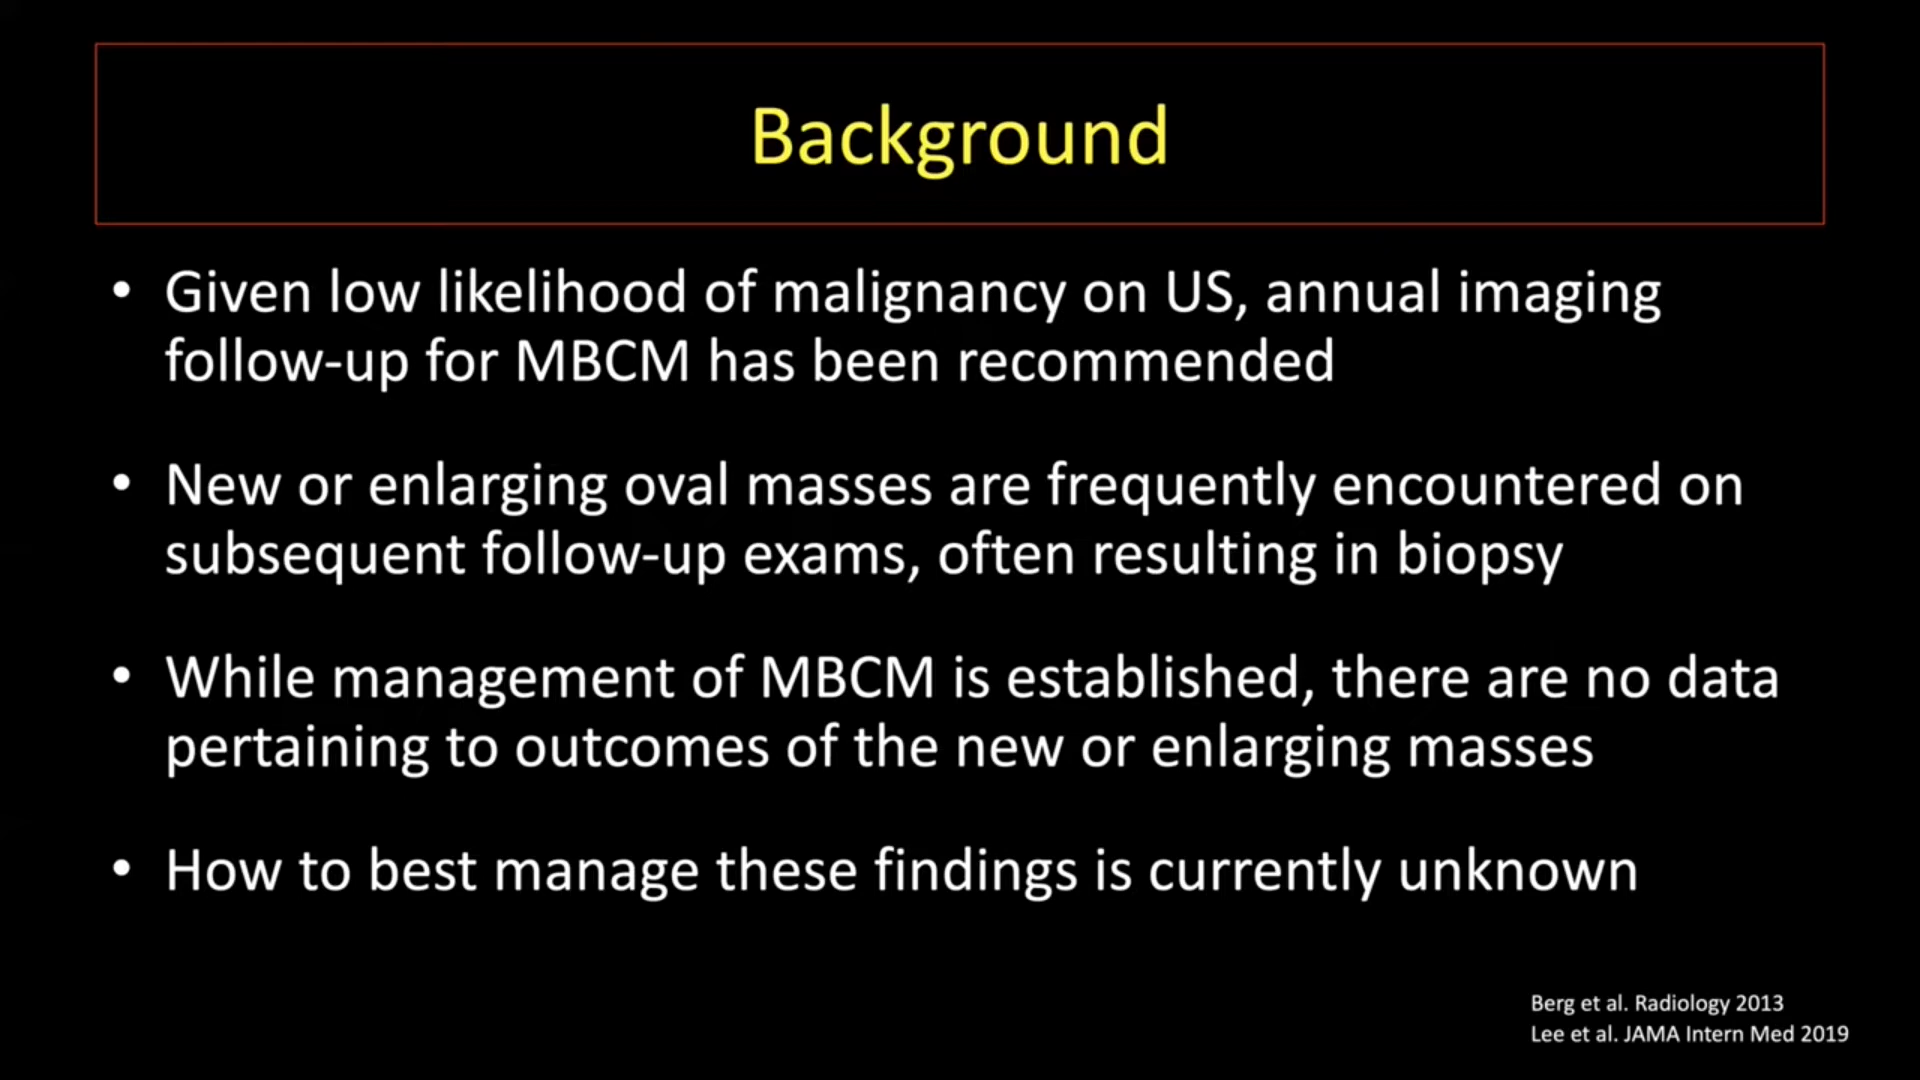 Background
• Given low likelihood of malignancy on US, annual imaging
follow-up for MBCM has been recommended
• New or enlarging oval masses are frequently encountered on
subsequent follow-up exams, often resulting in biopsy
• While management of MBCM is established, there are no data
pertaining to outcomes of the new or enlarging masses
• How to best manage these findings is currently unknown
Berg et al. Radiology 2013
Lee et al. JAMA Intern Med 2019